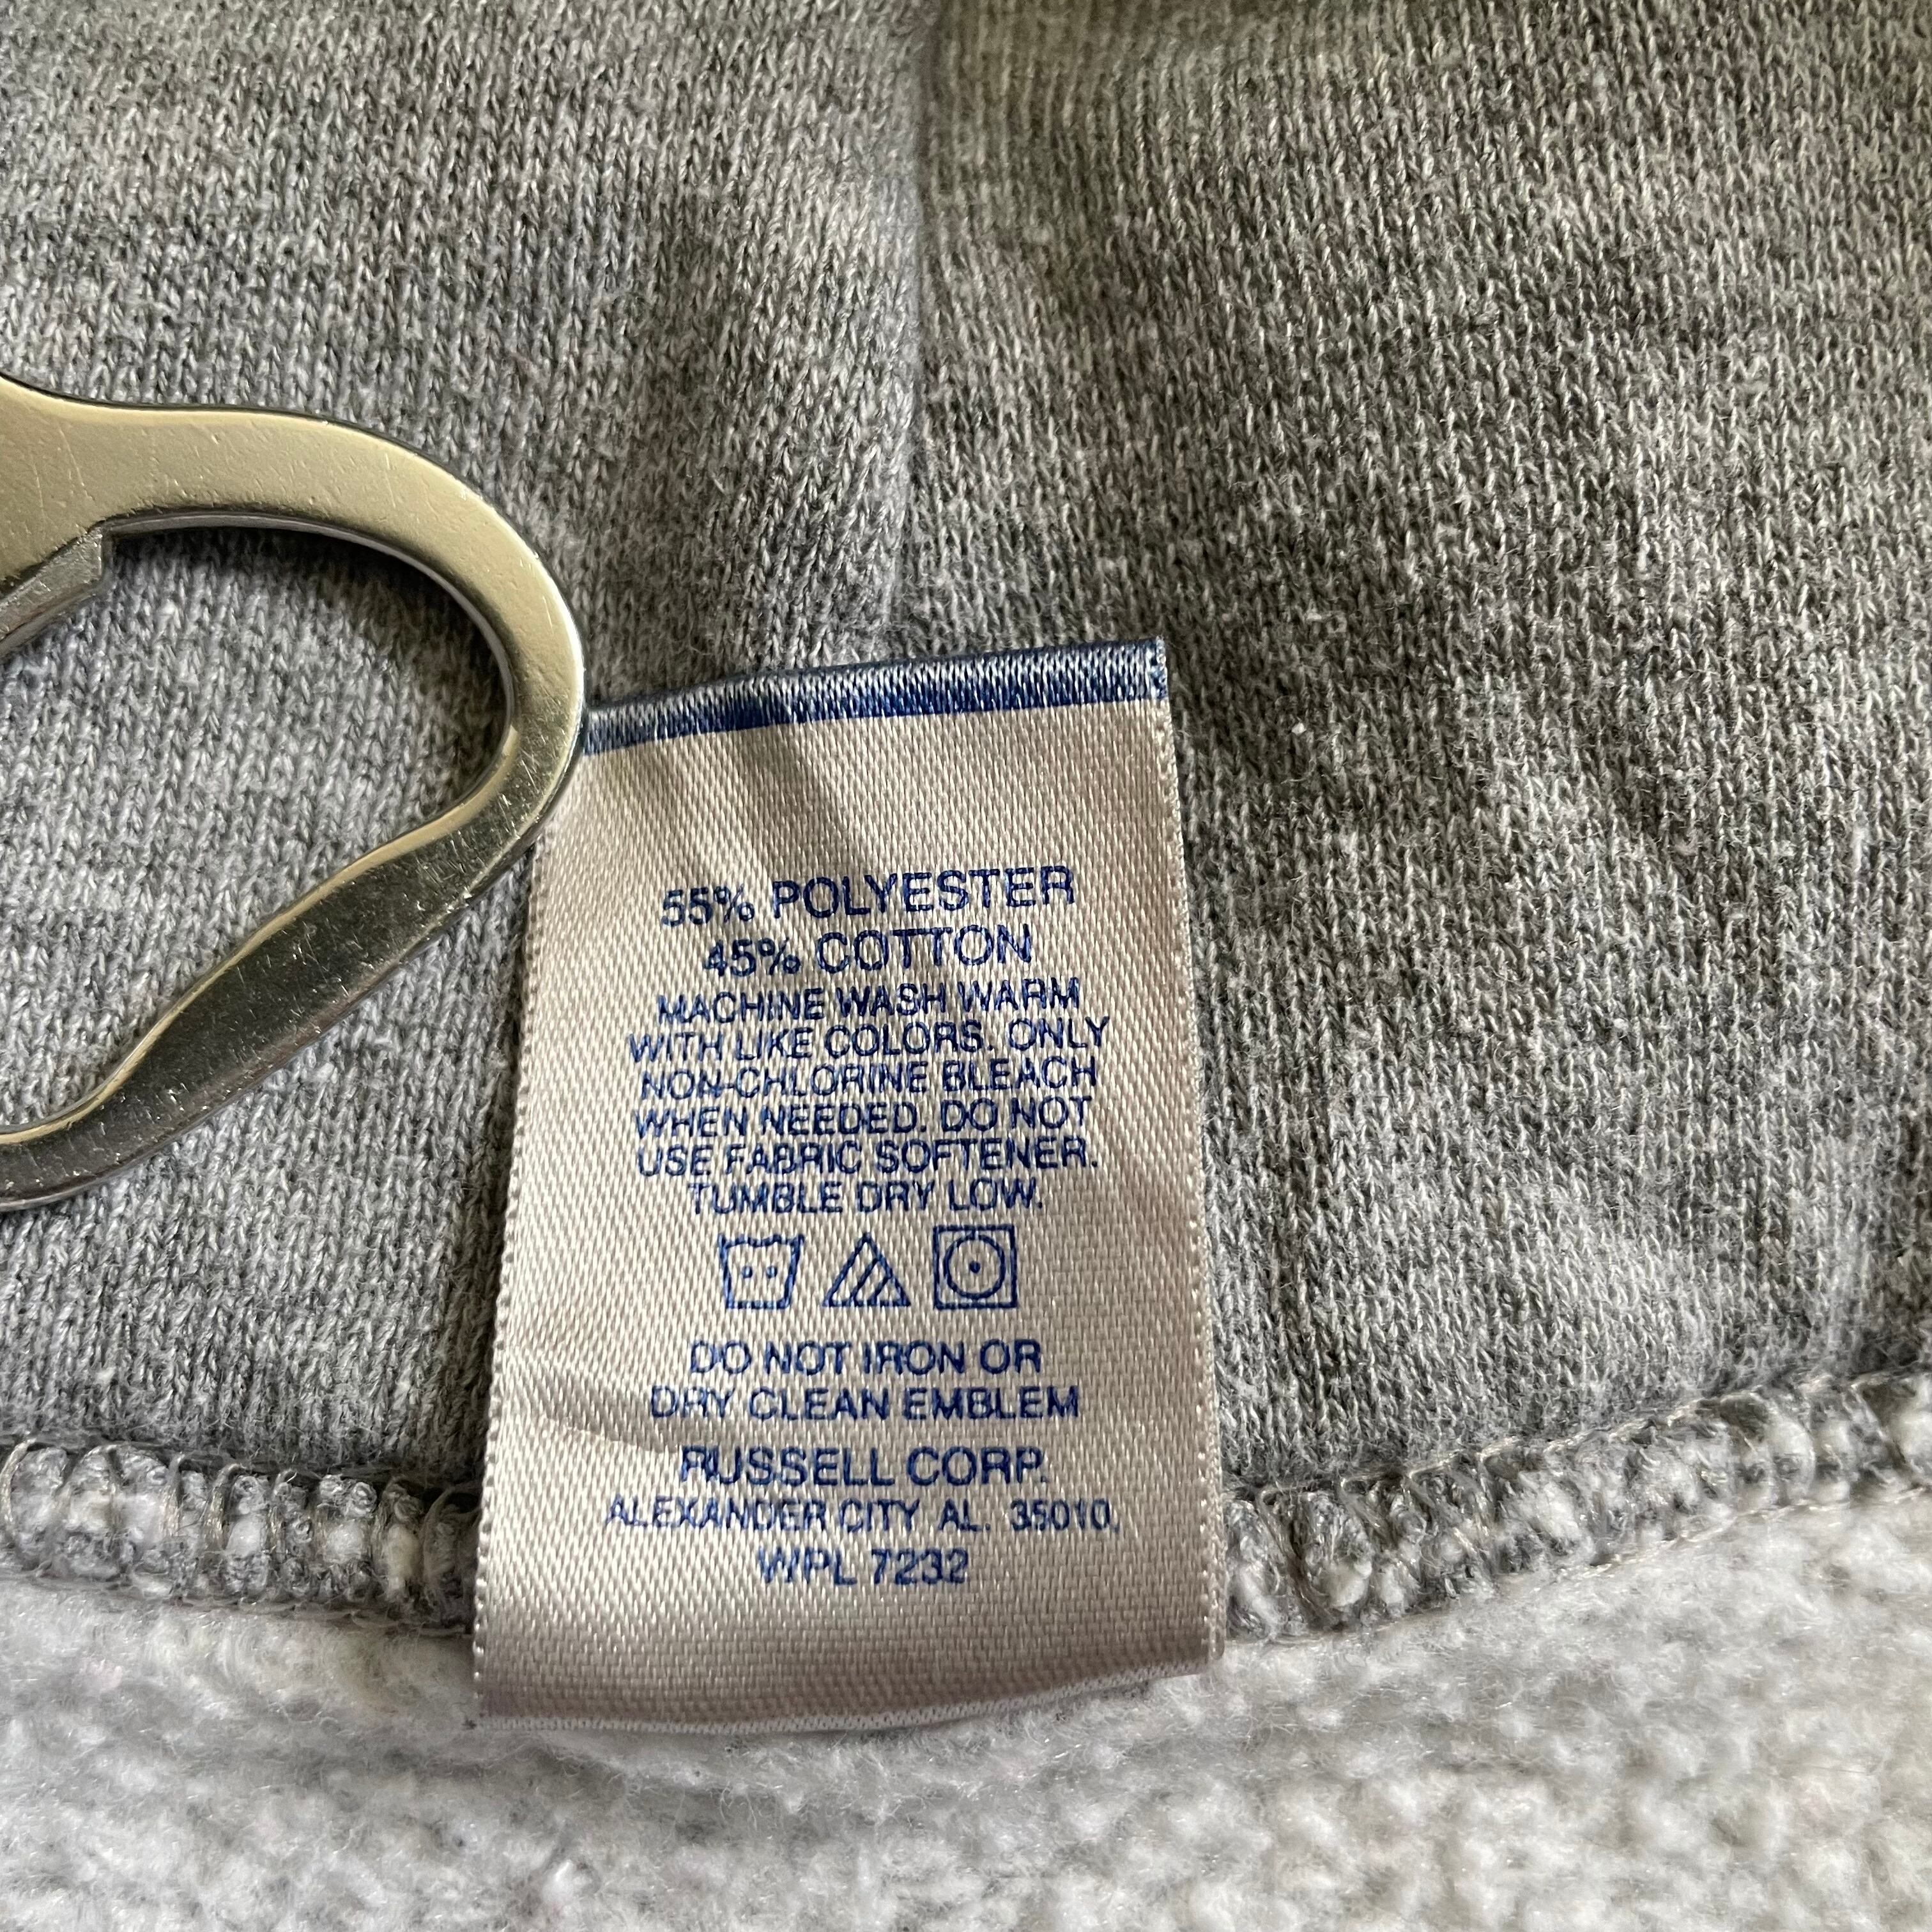 55% POLYESTER
45% COTTON
MACHINE WASH WARM
WITH LIKE COLORS. ONLY
NON-CHLORINE BLEACH
WHEN NEEDED. DO NOT
USE FABRIC SOFTENER.
TUMBLE DRY LOW.
DO NOT IRON OR
DRY CLEAN EMBLEM
RUSSELL CORP.
ALEXANDER CITY AL. 35010.
WPL 7232